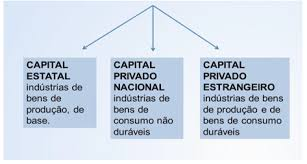 CAPITAL
ESTATAL
indústrias de
bens de
produção, de
base.
CAPITAL
PRIVADO
NACIONAL
indústrias de
bens de
consumo não
duráveis
CAPITAL
PRIVADO
ESTRANGEIRO
indústrias de bens
de produção e de
bens de consumo
duráveis